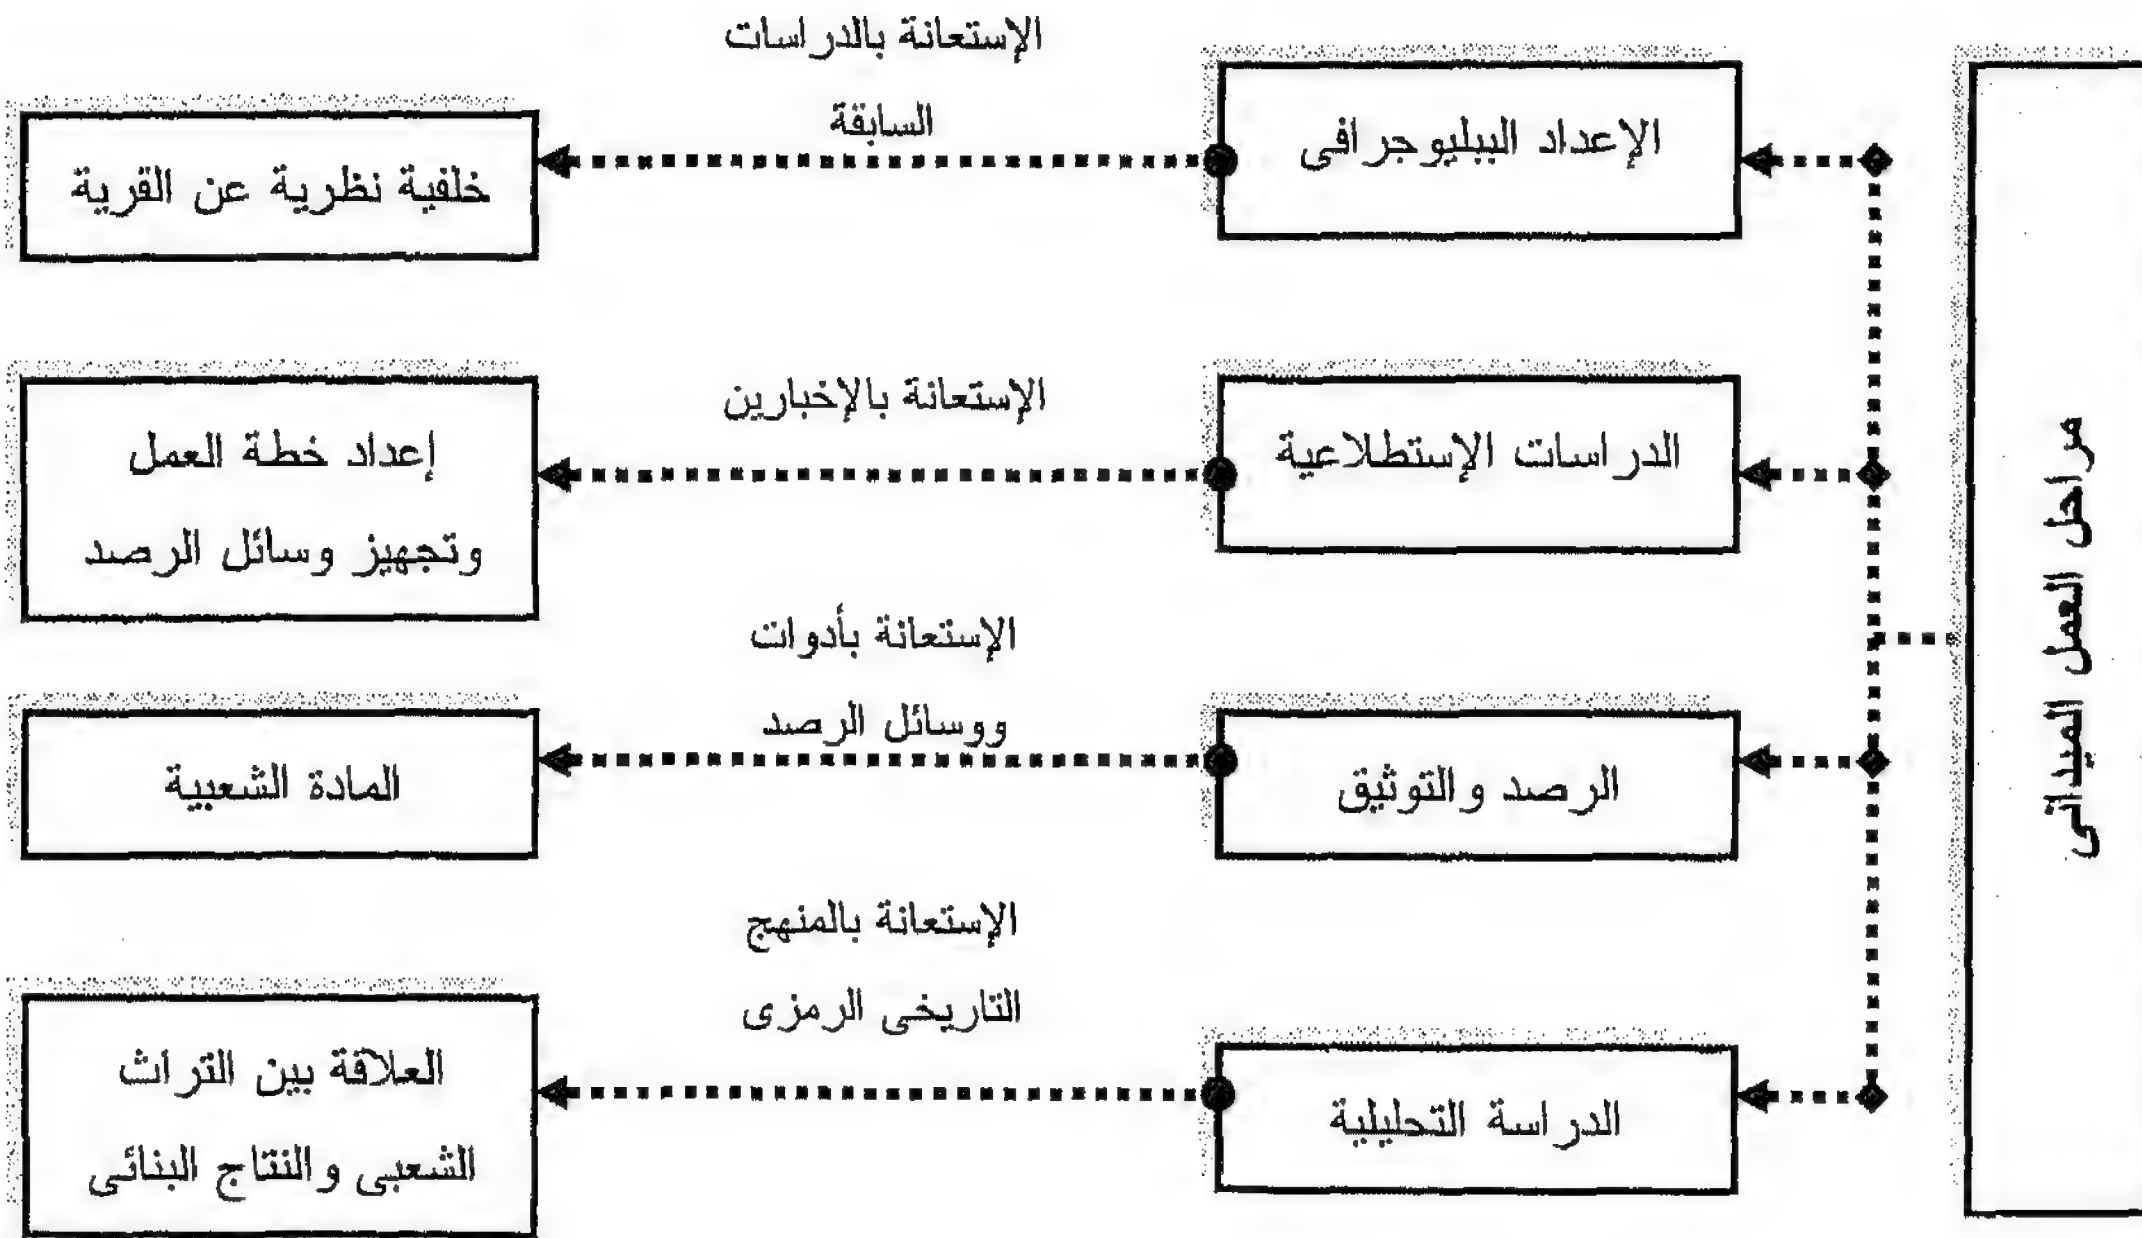 مراحل العمل الميدانى
الإعداد الببليوجرافى
الإستعانة بالدراسات
السابقة
خلفية نظرية عن القرية
الدراسات الإستطلاعية
الإستعانة بالإخبارين
إعداد خطة العمل
وتجهيز وسائل الرصد
الرصد والتوثيق
الإستعانة بأدوات
ووسائل الرصد
المادة الشعبية
الدراسة التحليلية
الإستعانة بالمنهج
التاريخى الرمزى
العلاقة بين التراث
الشعبى والنتاج البنائى